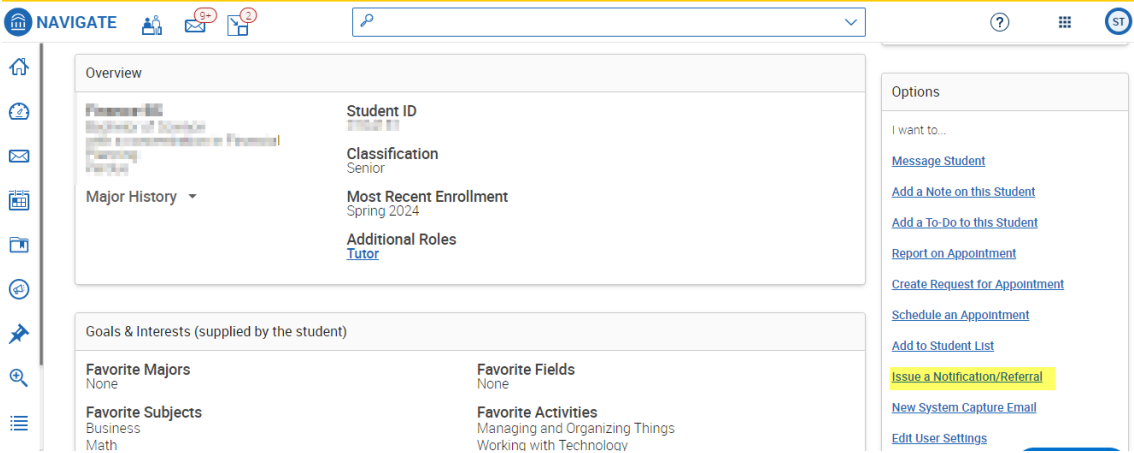 NAVIGATE
9+
2
?
ST
Overview
Student ID
Classification
Senior
Major History
Most Recent Enrollment
Spring 2024
Additional Roles
Tutor
Goals & Interests (supplied by the student)
Favorite Majors
None
Favorite Fields
None
Favorite Subjects
Business
Math
Favorite Activities
Managing and Organizing Things
Working with Technology
Options
I want to...
Message Student
Add a Note on this Student
Add a To-Do to this Student
Report on Appointment
Create Request for Appointment
Schedule an Appointment
Add to Student List
Issue a Notification/Referral
New System Capture Email
Edit User Settings